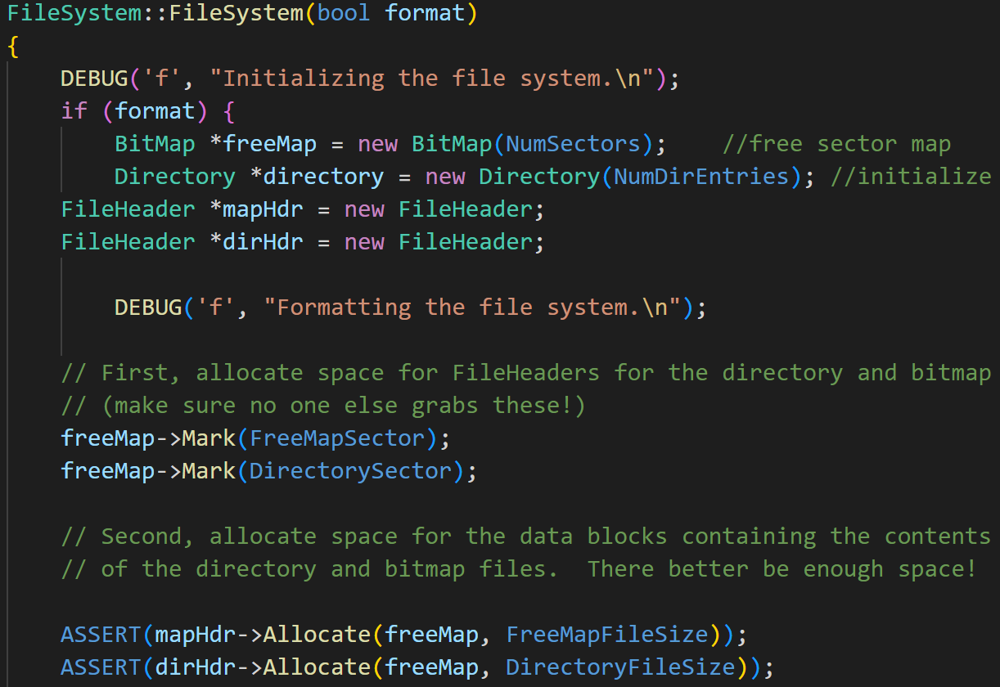 FileSystem::FileSystem(bool format)
{
    DEBUG('f', "Initializing the file system.\n");
    if (format) {
        BitMap *freeMap = new BitMap(NumSectors);    //free sector map
        Directory *directory = new Directory(NumDirEntries); //initialize
    FileHeader *mapHdr = new FileHeader;
    FileHeader *dirHdr = new FileHeader;
        DEBUG('f', "Formatting the file system.\n");
    // First, allocate space for FileHeaders for the directory and bitmap
    // (make sure no one else grabs these!)
    freeMap->Mark(FreeMapSector);
    freeMap->Mark(DirectorySector);
    // Second, allocate space for the data blocks containing the contents
    // of the directory and bitmap files.  There better be enough space!
    ASSERT(mapHdr->Allocate(freeMap, FreeMapFileSize));
    ASSERT(dirHdr->Allocate(freeMap, DirectoryFileSize));